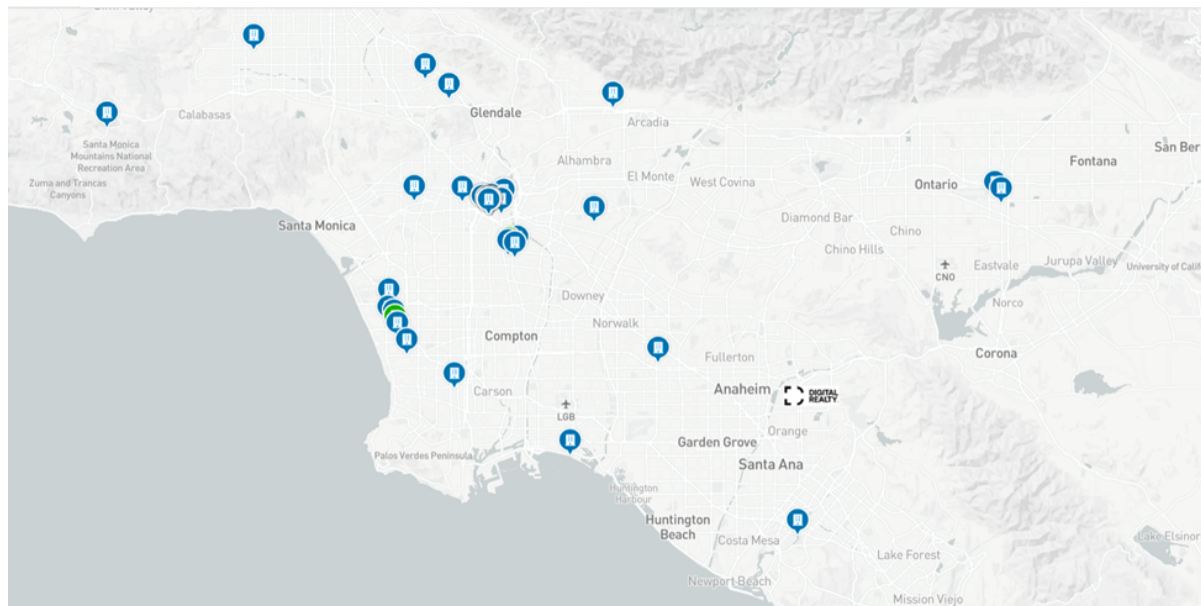 Calabasas
Glendale
Arcadia
Santa Monica
Mountains National
Recreation Area
Zuma and Trancas
Canyons
Alhambra
El Monte
West Covina
Ontario
Fontana
San Ber
Santa Monica
Diamond Bar
Chino
Chino Hills
CNO
Eastvale
Jurupa Valley
University of Calif
Norco
Downey
Norwalk
Compton
Fullerton
Corona
Carson
LGB
Anaheim
DIGITAL
REALTY
Orange
Garden Grove
Palos Verdes Peninsula
Santa Ana
Huntington
Harbour
Huntington
Beach
Costa Mesa
Lake Forest
Lake Elsinor
Newport Beach
Mission Viejo